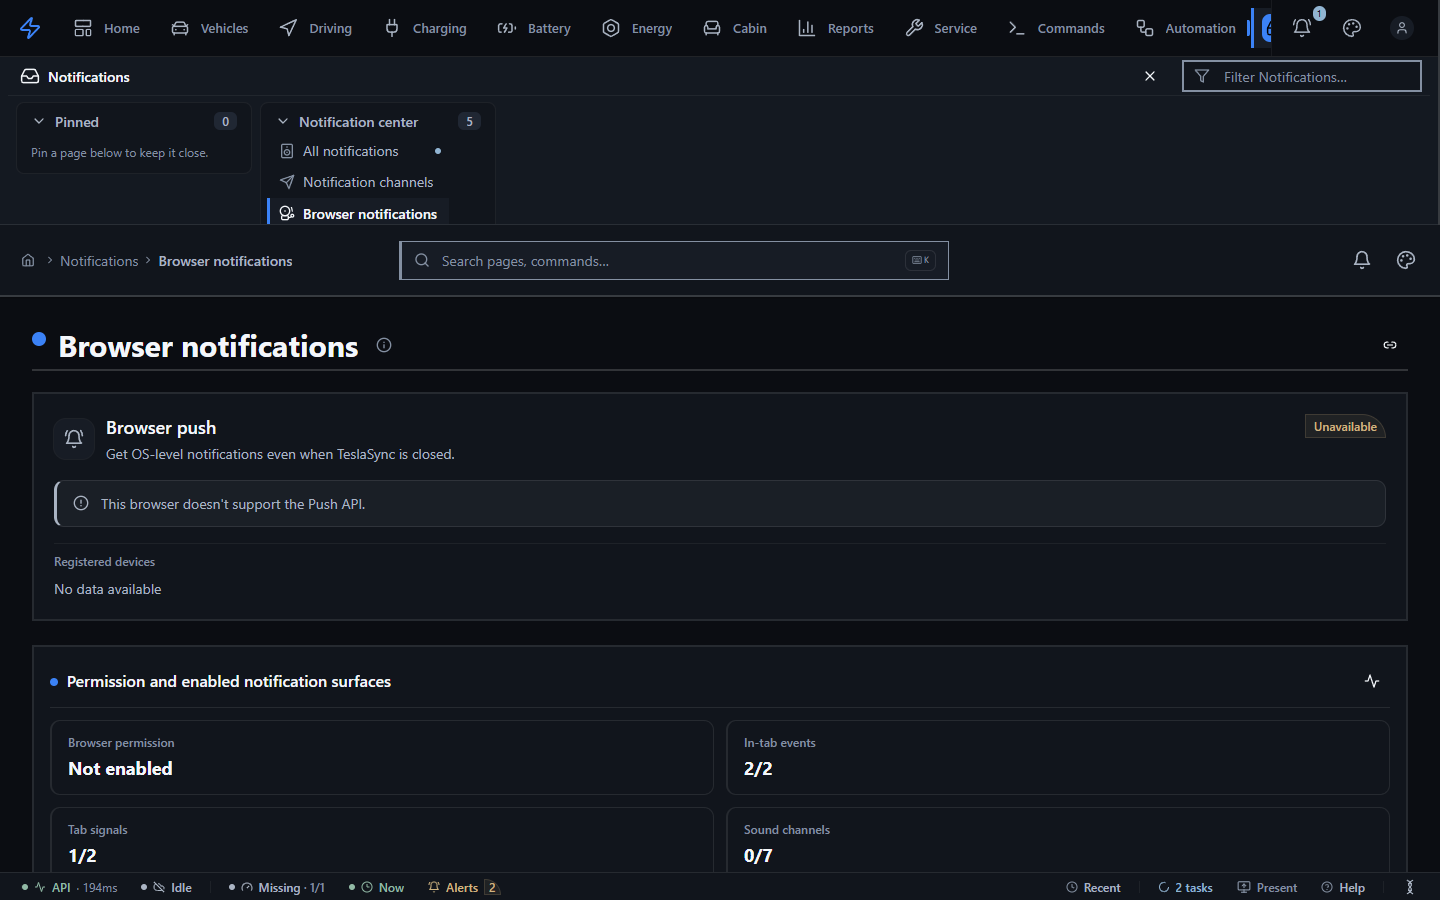 Home Vehicles Driving Charging Battery Energy Cabin Reports Service Commands Automation 1
Notifications
Filter Notifications...
Pinned 0
Pin a page below to keep it close.
Notification center 5
All notifications
Notification channels
Browser notifications
Notifications Browser notifications
Search pages, commands...
K
Browser notifications
Browser push
Get OS-level notifications even when TeslaSync is closed.
Unavailable
This browser doesn't support the Push API.
Registered devices
No data available
Permission and enabled notification surfaces
Browser permission
Not enabled
In-tab events
2/2
Tab signals
1/2
Sound channels
0/7
API · 194ms Idle Missing · 1/1 Now Alerts 2 Recent 2 tasks Present Help